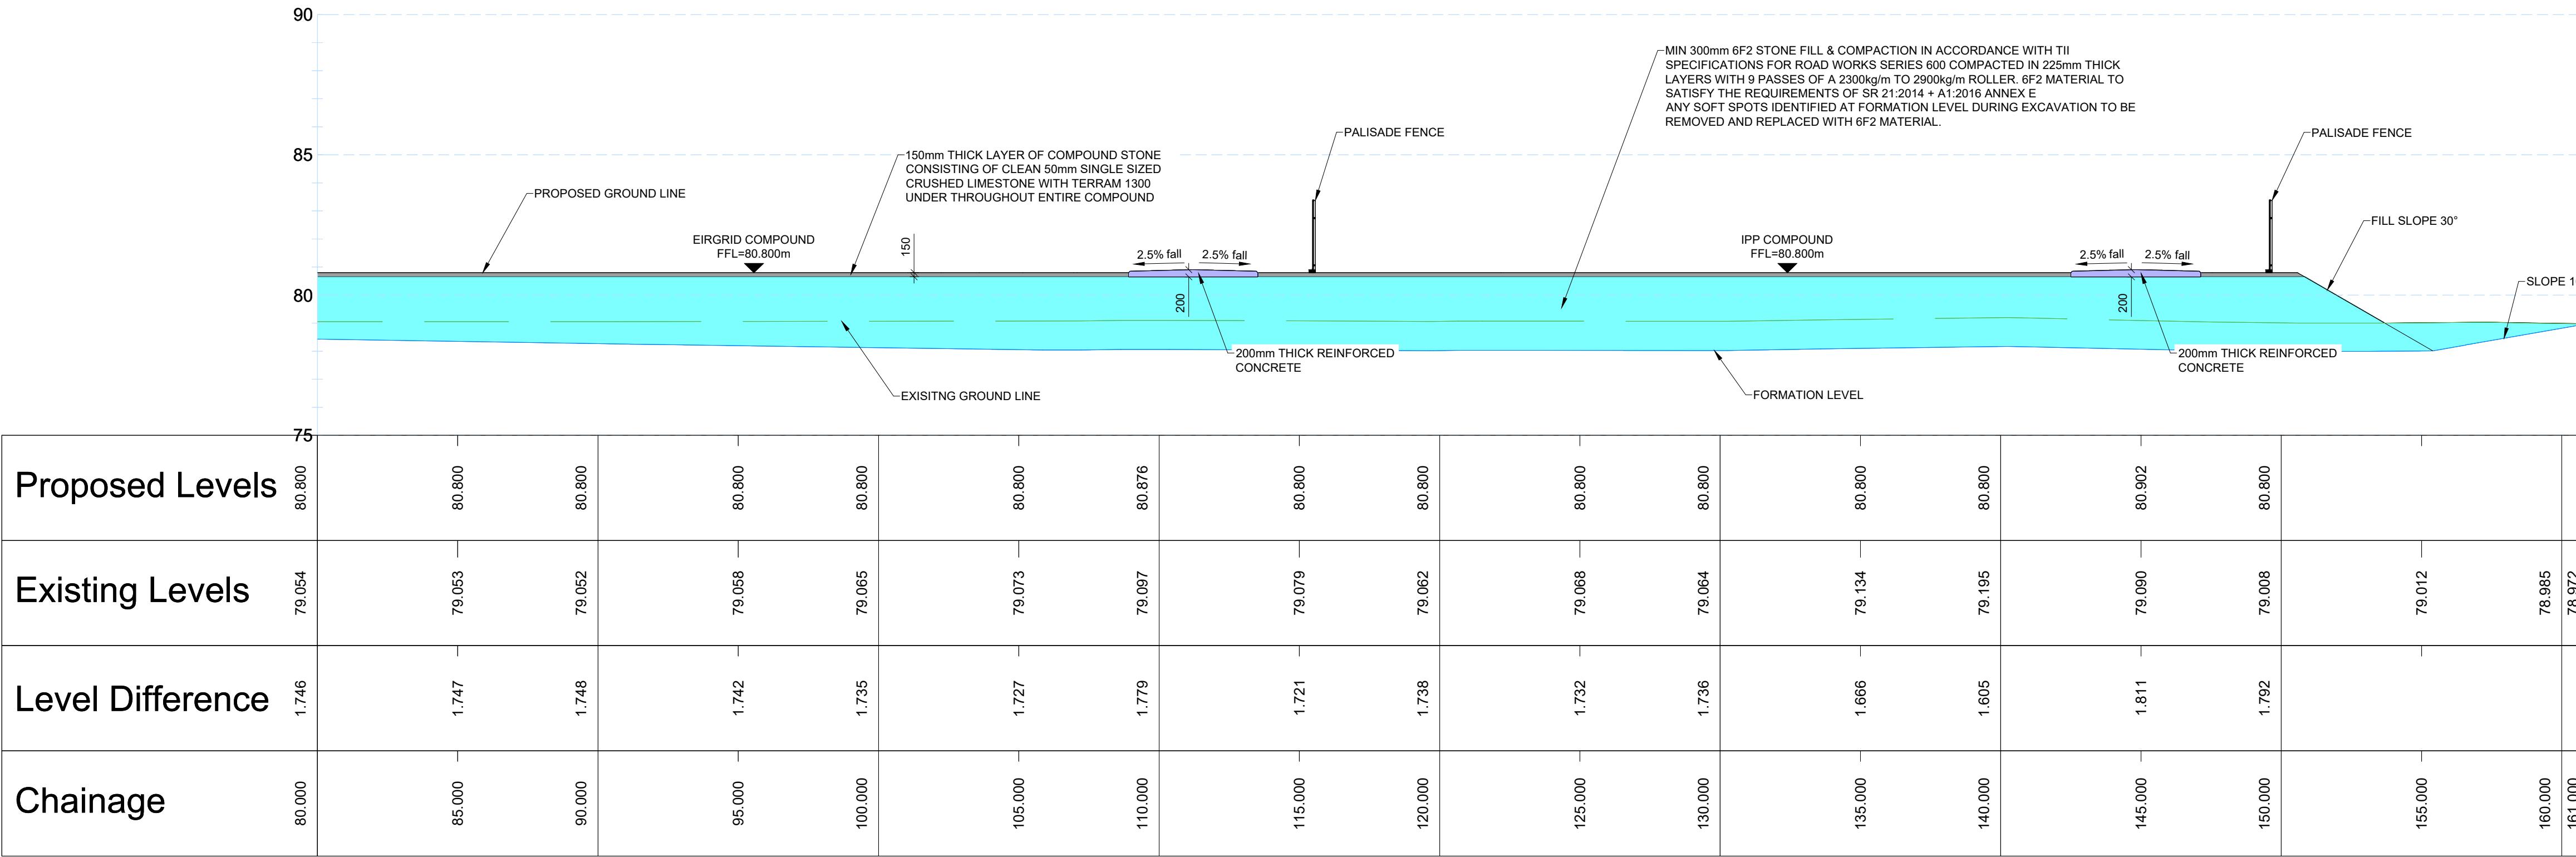 90
MIN 300mm 6F2 STONE FILL & COMPACTION IN ACCORDANCE WITH TII
SPECIFICATIONS FOR ROAD WORKS SERIES 600 COMPACTED IN 225mm THICK
LAYERS WITH 9 PASSES OF A 2300kg/m TO 2900kg/m ROLLER. 6F2 MATERIAL TO
SATISFY THE REQUIREMENTS OF SR 21:2014 + A1:2016 ANNEX E
ANY SOFT SPOTS IDENTIFIED AT FORMATION LEVEL DURING EXCAVATION TO BE
REMOVED AND REPLACED WITH 6F2 MATERIAL.
PALISADE FENCE
PALISADE FENCE
85
150mm THICK LAYER OF COMPOUND STONE
CONSISTING OF CLEAN 50mm SINGLE SIZED
CRUSHED LIMESTONE WITH TERRAM 1300
UNDER THROUGHOUT ENTIRE COMPOUND
PROPOSED GROUND LINE
FILL SLOPE 30°
EIRGRID COMPOUND
FFL=80.800m
150
2.5% fall
2.5% fall
IPP COMPOUND
FFL=80.800m
2.5% fall
2.5% fall
SLOPE 1
80
200
200
200mm THICK REINFORCED
CONCRETE
200mm THICK REINFORCED
CONCRETE
EXISITNG GROUND LINE
FORMATION LEVEL
75
Proposed Levels
80.800
80.800
80.800
80.800
80.800
80.800
80.876
80.800
80.800
80.800
80.800
80.800
80.800
80.902
80.800
Existing Levels
79.054
79.053
79.052
79.058
79.065
79.073
79.097
79.079
79.062
79.068
79.064
79.134
79.195
79.090
79.008
79.012
78.985
78.972
Level Difference
1.746
1.747
1.748
1.742
1.735
1.727
1.779
1.721
1.738
1.732
1.736
1.666
1.605
1.811
1.792
Chainage
80.000
85.000
90.000
95.000
100.000
105.000
110.000
115.000
120.000
125.000
130.000
135.000
140.000
145.000
150.000
155.000
160.000
161.000